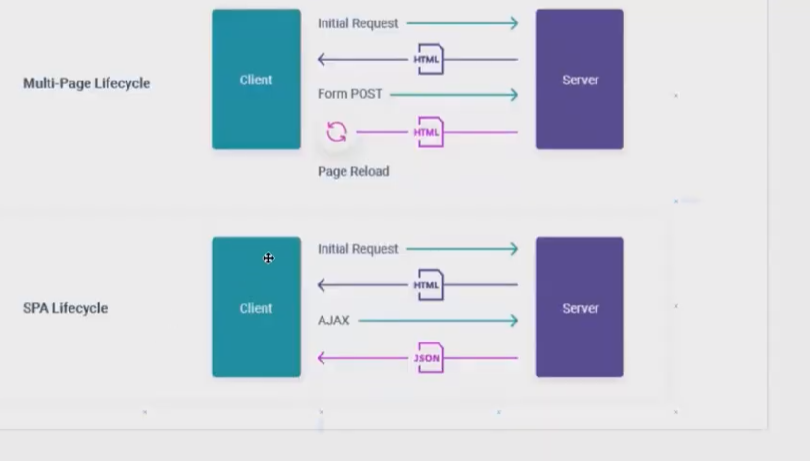 Initial Request
HTML
Multi-Page Lifecycle
Client
Server
Form POST
HTML
Page Reload
Initial Request
HTML
SPA Lifecycle
Client
Server
AJAX
JSON